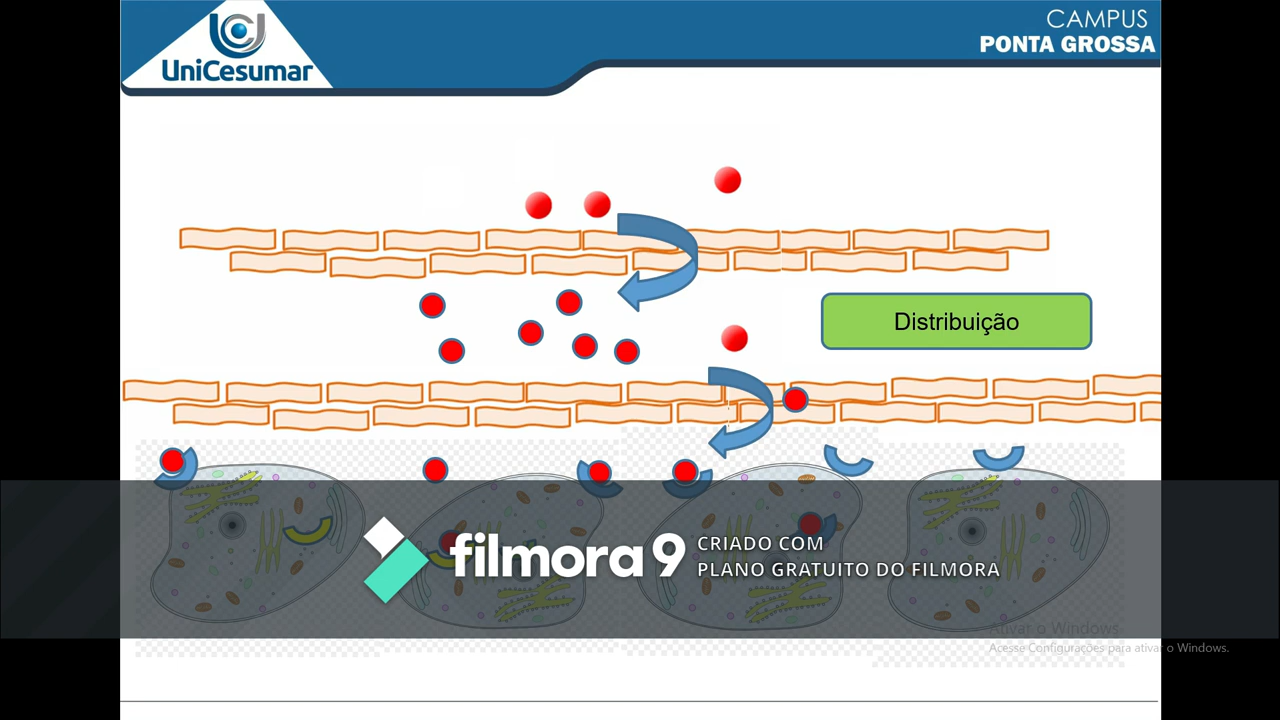 UniCesumar
CAMPUS
PONTA GROSSA
Distribuição
filmora 9
CRIADO COM
PLANO GRATUITO DO FILMORA
Ativar o Windows
Acesse Configurações para ativar o Windows.